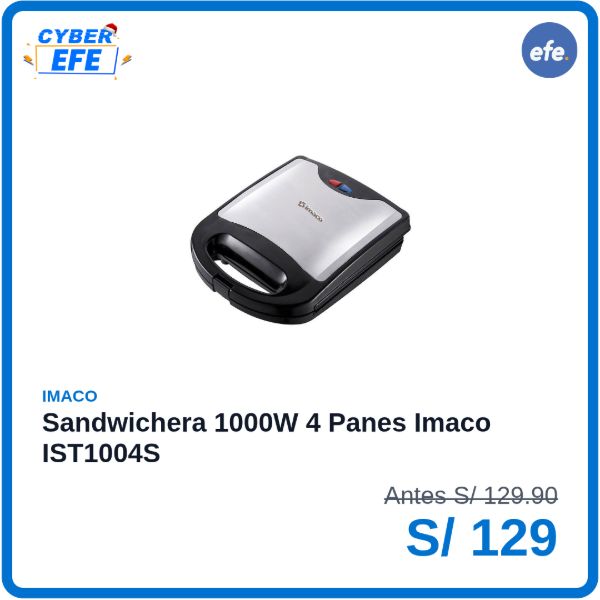 CYBER
EFE
efe.
imaco
IMACO
Sandwichera 1000W 4 Panes Imaco
IST1004S
Antes S/ 129.90
S/ 129